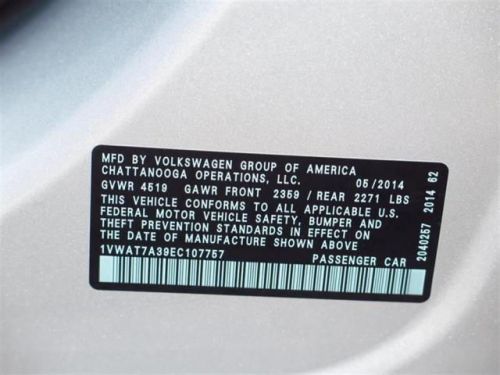 MFD BY VOLKSWAGEN GROUP OF AMERICA
CHATTANOOGA OPERATIONS, LLC. 05/2014
GVWR 4519 GAWR FRONT 2359 / REAR 2271 LBS
THIS VEHICLE CONFORMS TO ALL APPLICABLE U.S.
FEDERAL MOTOR VEHICLE SAFETY, BUMPER AND
THEFT PREVENTION STANDARDS IN EFFECT ON
THE DATE OF MANUFACTURE SHOWN ABOVE
1VWAT7A39EC107757 PASSENGER CAR
2040257 2014 62